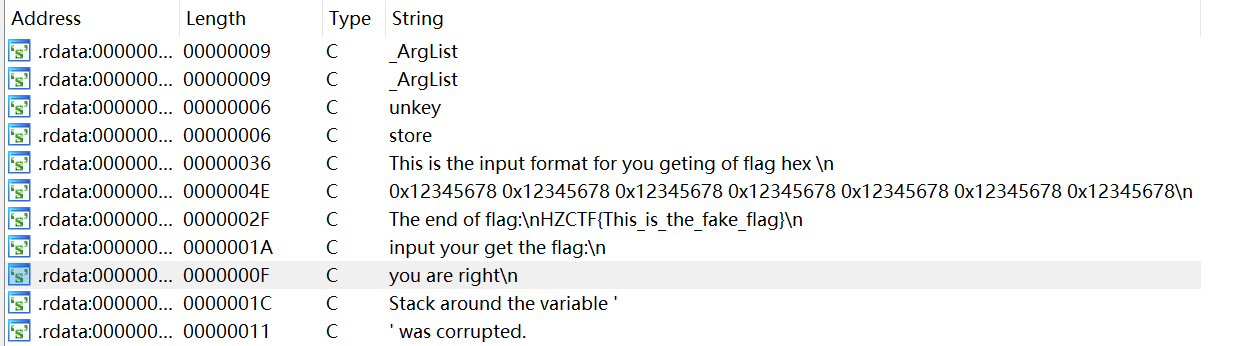 Address Length Type String
.rdata:000000... 00000009 C _ArgList
.rdata:000000... 00000009 C _ArgList
.rdata:000000... 00000006 C unkey
.rdata:000000... 00000006 C store
.rdata:000000... 00000036 C This is the input format for you geting of flag hex \n
.rdata:000000... 0000004E C 0x12345678 0x12345678 0x12345678 0x12345678 0x12345678 0x12345678 0x12345678\n
.rdata:000000... 0000002F C The end of flag:\nHZCTF{This_is_the_fake_flag}\n
.rdata:000000... 0000001A C input your get the flag:\n
.rdata:000000... 0000000F C you are right\n
.rdata:000000... 0000001C C Stack around the variable '
.rdata:000000... 00000011 C ' was corrupted.